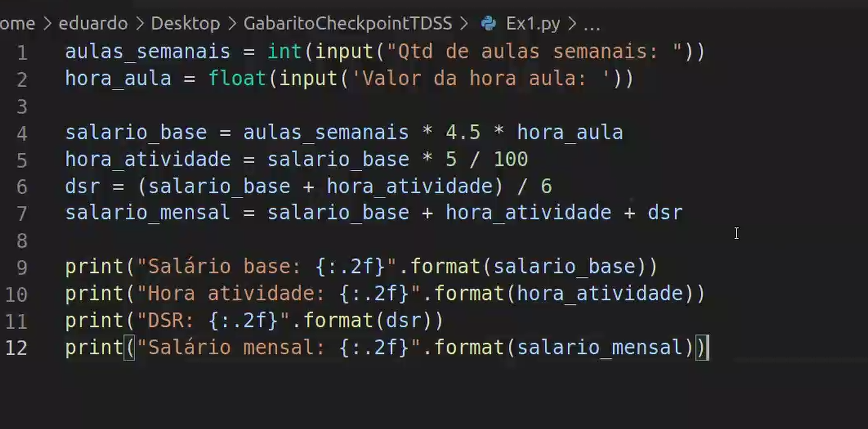 ome > eduardo > Desktop > GabaritoCheckpointTDSS > Ex1.py > ...
1 aulas_semanais = int(input("Qtd de aulas semanais: "))
2 hora_aula = float(input('Valor da hora aula: '))
3
4 salario_base = aulas_semanais * 4.5 * hora_aula
5 hora_atividade = salario_base * 5 / 100
6 dsr = (salario_base + hora_atividade) / 6
7 salario_mensal = salario_base + hora_atividade + dsr
8
9 print("Salário base: {:.2f}".format(salario_base))
10 print("Hora atividade: {:.2f}".format(hora_atividade))
11 print("DSR: {:.2f}".format(dsr))
12 print("Salário mensal: {:.2f}".format(salario_mensal))